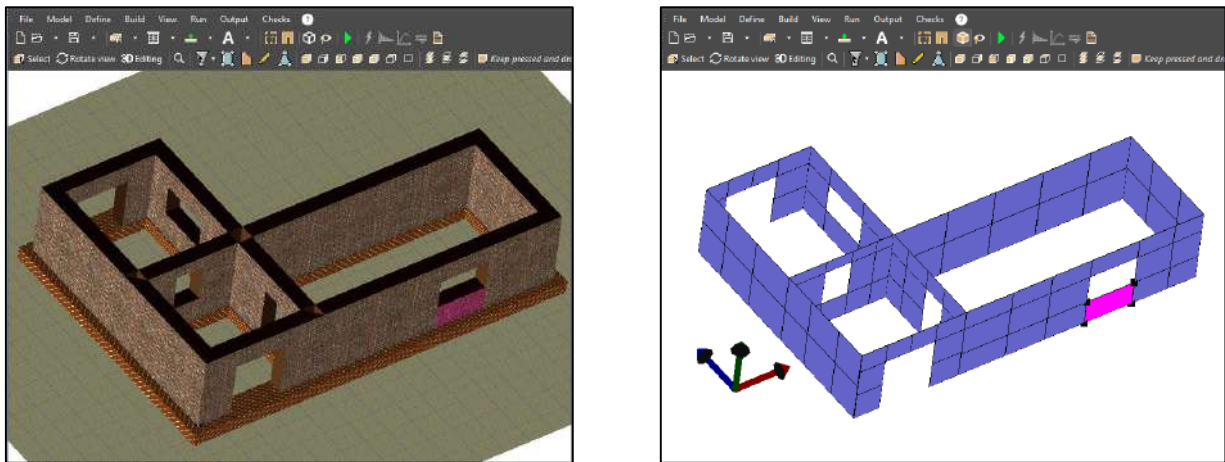 File Model Define Build View Run Output Checks ?
A
Select Rotate view 3D Editing Keep pressed and dr
File Model Define Build View Run Output Checks ?
A
Select Rotate view 3D Editing Keep pressed and dr